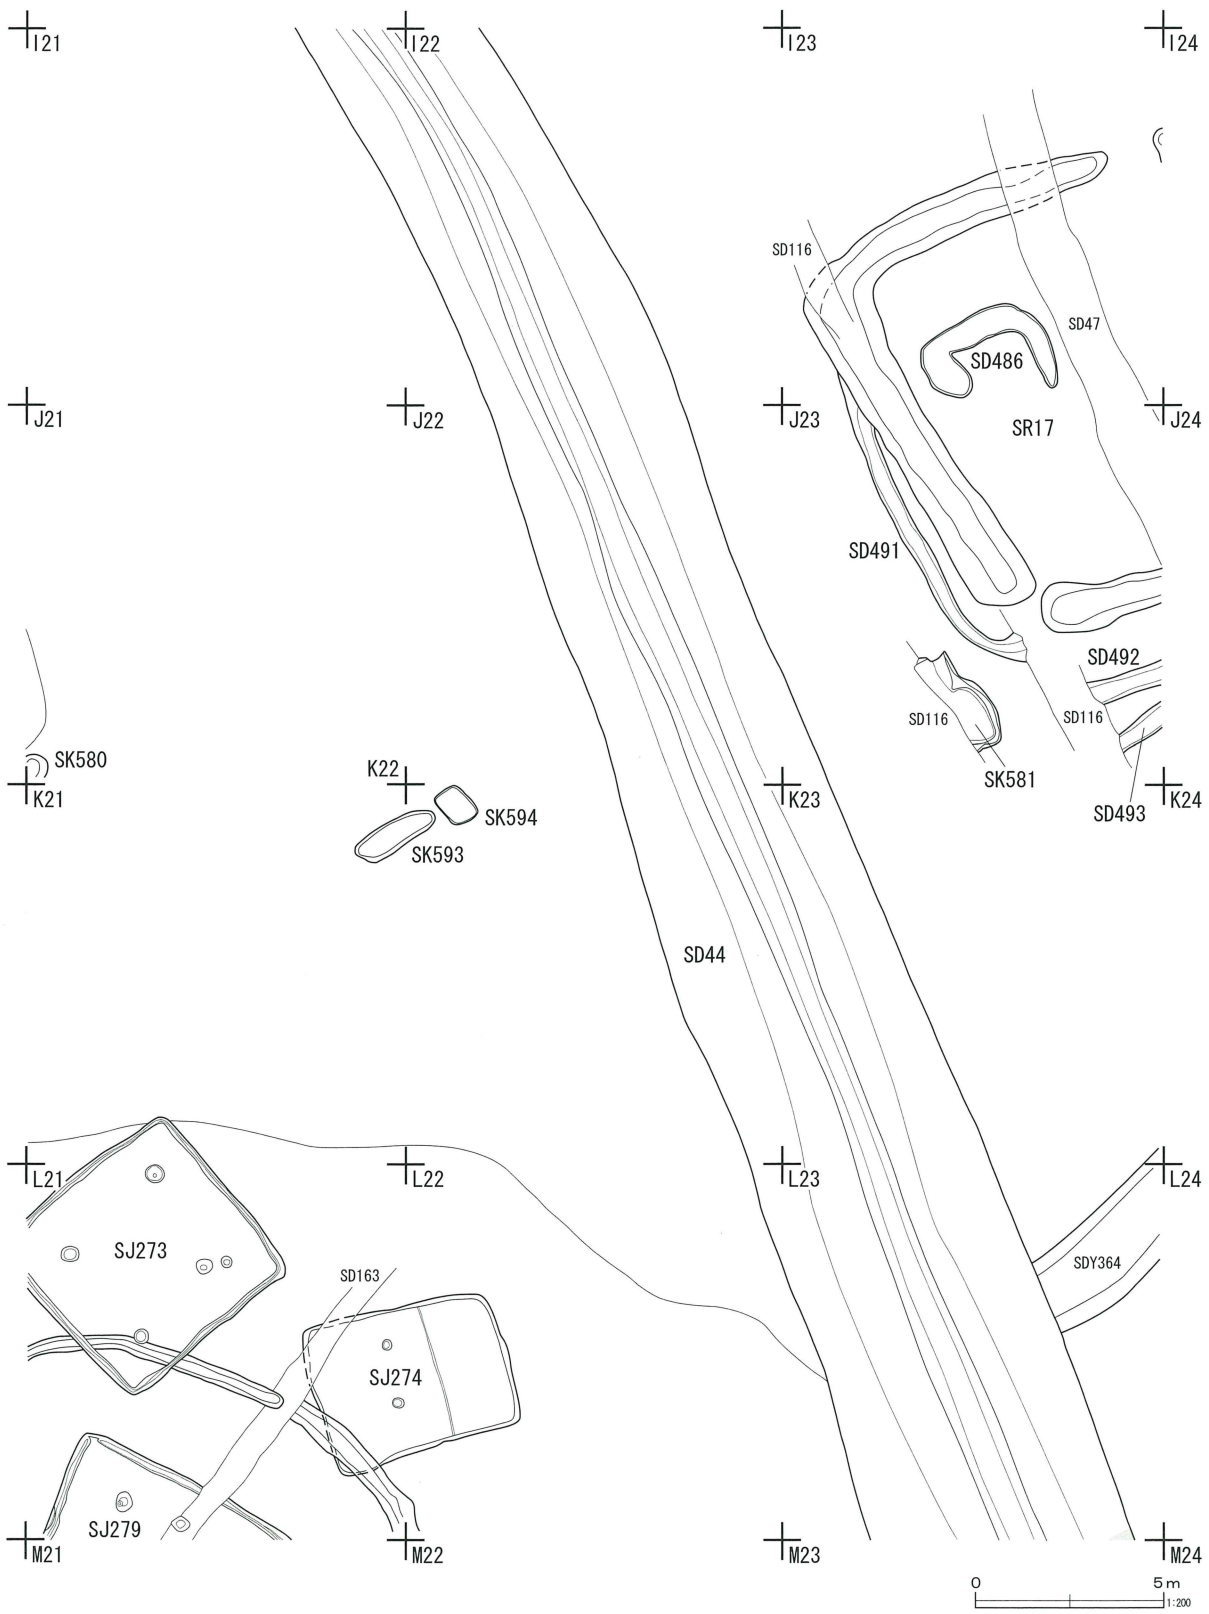 I21
I22
I23
I24
SD116
SD47
SD486
J21
J22
J23
J24
SR17
SD491
SD492
SD116
SD116
SK580
K22
SK581
K21
K23
K24
SK594
SD493
SK593
SD44
L21
L22
L23
L24
SJ273
SDY364
SD163
SJ274
SJ279
M21
M22
M23
M24
0 5m
1:200